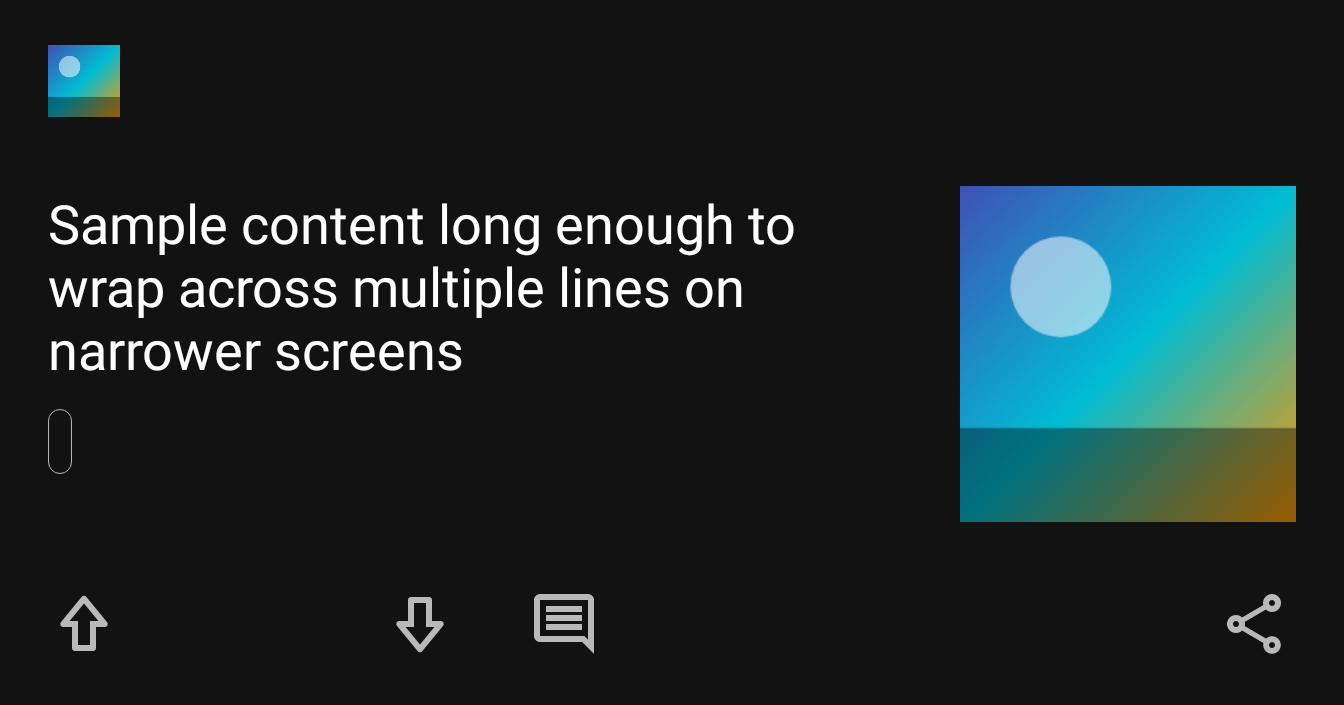 Sample content long enough to
wrap across multiple lines on
narrower screens